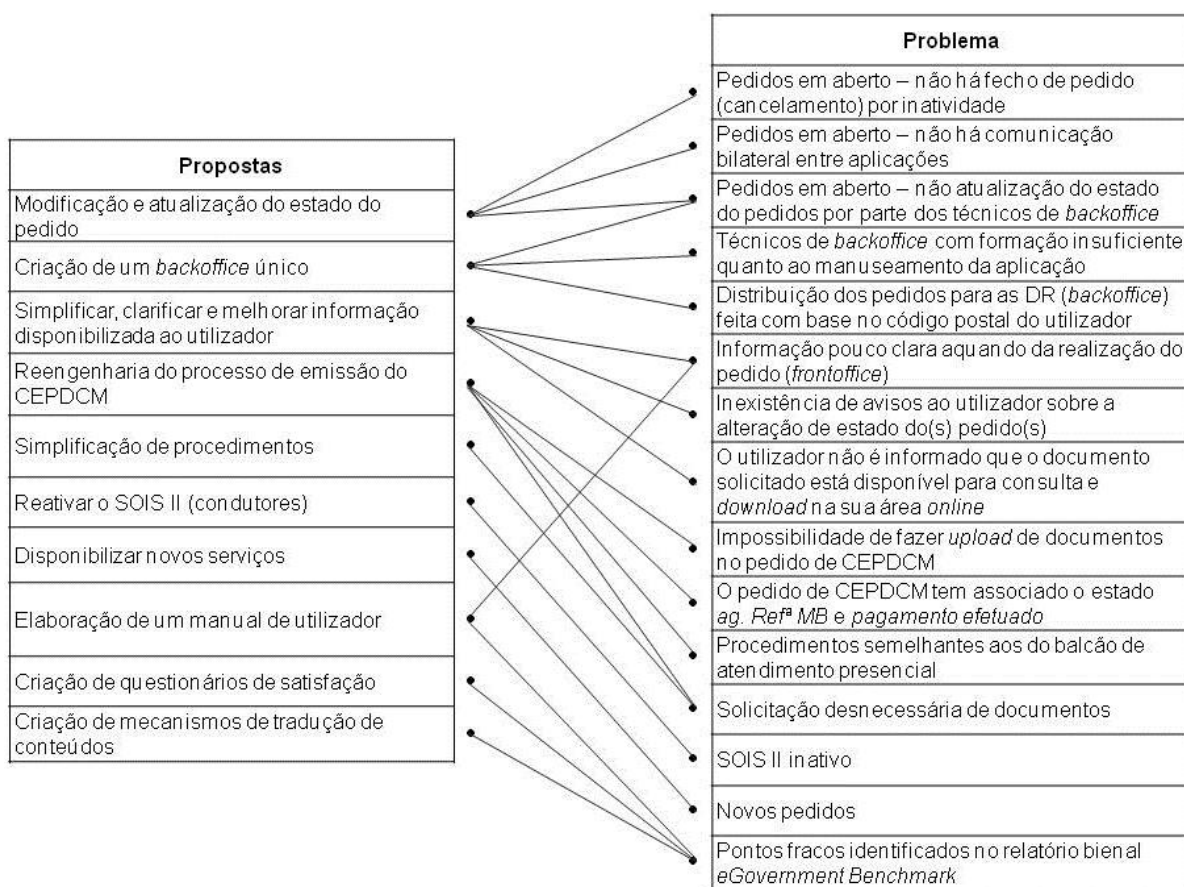 Propostas
Modificação e atualização do estado do
pedido
Criação de um backoffice único
Simplificar, clarificar e melhorar informação
disponibilizada ao utilizador
Reengenharia do processo de emissão do
CEPDCM
Simplificação de procedimentos
Reativar o SOIS II (condutores)
Disponibilizar novos serviços
Elaboração de um manual de utilizador
Criação de questionários de satisfação
Criação de mecanismos de tradução de
conteúdos
Problema
Pedidos em aberto – não há fecho de pedido
(cancelamento) por inatividade
Pedidos em aberto – não há comunicação
bilateral entre aplicações
Pedidos em aberto – não atualização do estado
do pedidos por parte dos técnicos de backoffice
Técnicos de backoffice com formação insuficiente
quanto ao manuseamento da aplicação
Distribuição dos pedidos para as DR (backoffice)
feita com base no código postal do utilizador
Informação pouco clara aquando da realização do
pedido (frontoffice)
Inexistência de avisos ao utilizador sobre a
alteração de estado do(s) pedido(s)
O utilizador não é informado que o documento
solicitado está disponível para consulta e
download na sua área online
Impossibilidade de fazer upload de documentos
no pedido de CEPDCM
O pedido de CEPDCM tem associado o estado
ag. Refª MB e pagamento efetuado
Procedimentos semelhantes aos do balcão de
atendimento presencial
Solicitação desnecessária de documentos
SOIS II inativo
Novos pedidos
Pontos fracos identificados no relatório bienal
eGovernment Benchmark